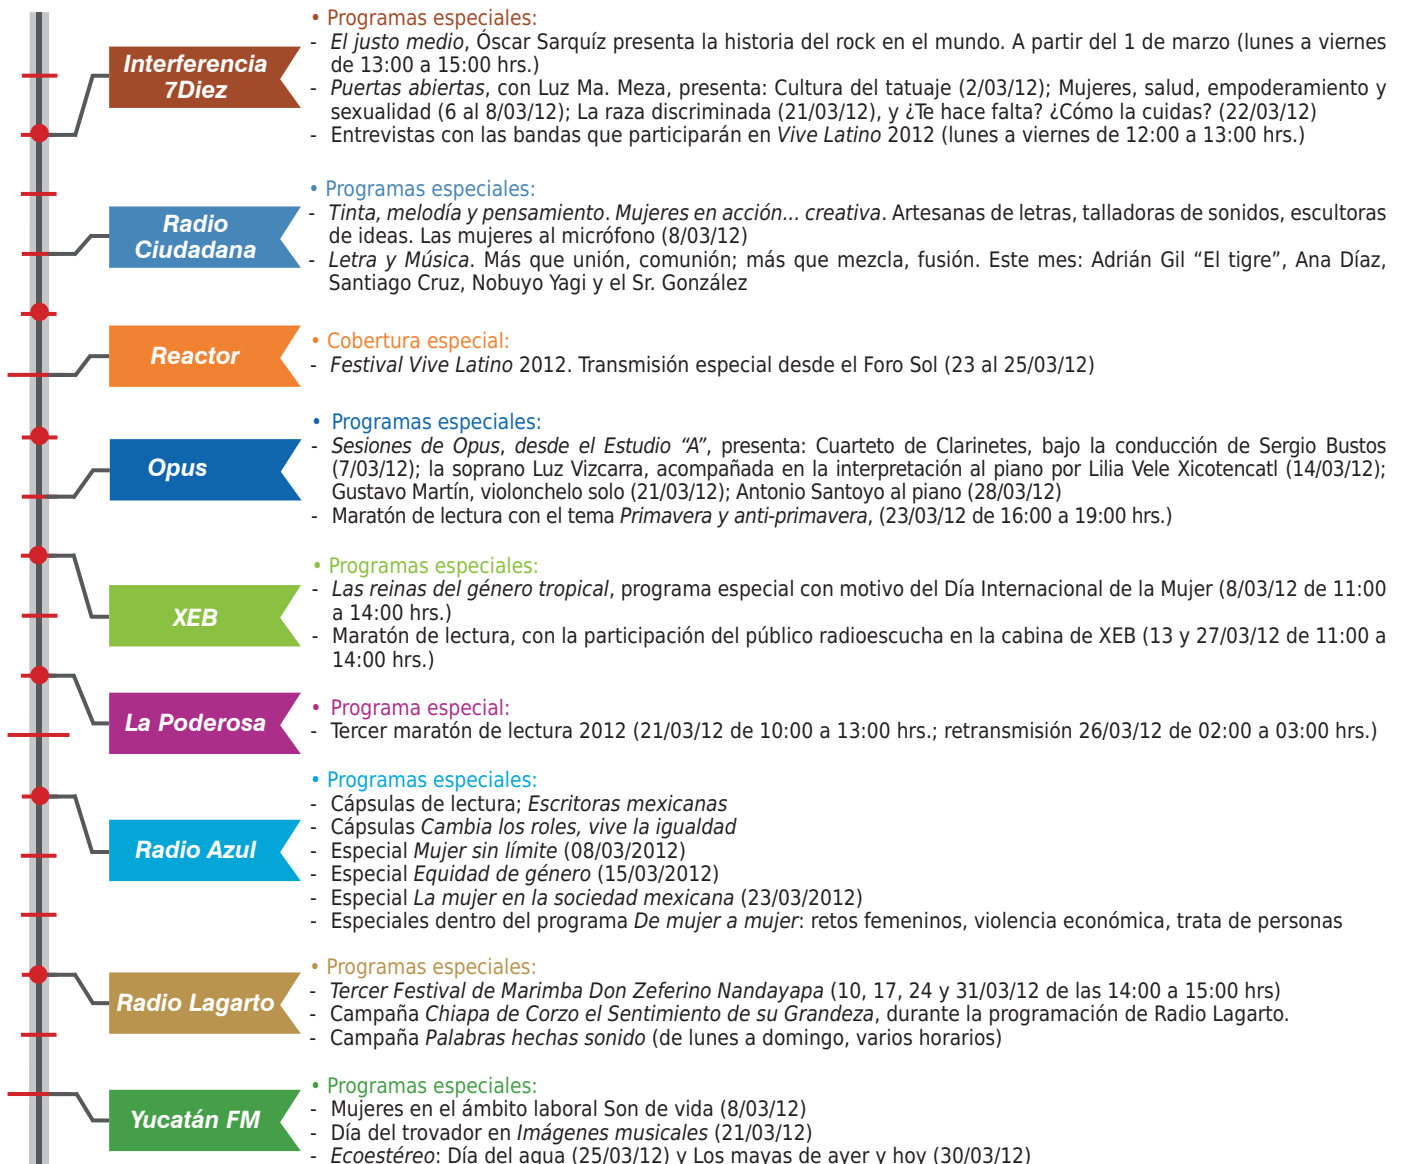 Interferencia
7Diez
• Programas especiales:
- El justo medio, Óscar Sarquíz presenta la historia del rock en el mundo. A partir del 1 de marzo (lunes a viernes
de 13:00 a 15:00 hrs.)
- Puertas abiertas, con Luz Ma. Meza, presenta: Cultura del tatuaje (2/03/12); Mujeres, salud, empoderamiento y
sexualidad (6 al 8/03/12); La raza discriminada (21/03/12), y ¿Te hace falta? ¿Cómo la cuidas? (22/03/12)
- Entrevistas con las bandas que participarán en Vive Latino 2012 (lunes a viernes de 12:00 a 13:00 hrs.)
Radio
Ciudadana
• Programas especiales:
- Tinta, melodía y pensamiento. Mujeres en acción... creativa. Artesanas de letras, talladoras de sonidos, escultoras
de ideas. Las mujeres al micrófono (8/03/12)
- Letra y Música. Más que unión, comunión; más que mezcla, fusión. Este mes: Adrián Gil “El tigre”, Ana Díaz,
Santiago Cruz, Nobuyo Yagi y el Sr. González
Reactor
• Cobertura especial:
- Festival Vive Latino 2012. Transmisión especial desde el Foro Sol (23 al 25/03/12)
Opus
• Programas especiales:
- Sesiones de Opus, desde el Estudio “A”, presenta: Cuarteto de Clarinetes, bajo la conducción de Sergio Bustos
(7/03/12); la soprano Luz Vizcarra, acompañada en la interpretación al piano por Lilia Vele Xicotencatl (14/03/12);
Gustavo Martín, violonchelo solo (21/03/12); Antonio Santoyo al piano (28/03/12)
- Maratón de lectura con el tema Primavera y anti-primavera, (23/03/12 de 16:00 a 19:00 hrs.)
XEB
• Programas especiales:
- Las reinas del género tropical, programa especial con motivo del Día Internacional de la Mujer (8/03/12 de 11:00
a 14:00 hrs.)
- Maratón de lectura, con la participación del público radioescucha en la cabina de XEB (13 y 27/03/12 de 11:00 a
14:00 hrs.)
La Poderosa
• Programa especial:
- Tercer maratón de lectura 2012 (21/03/12 de 10:00 a 13:00 hrs.; retransmisión 26/03/12 de 02:00 a 03:00 hrs.)
Radio Azul
• Programas especiales:
- Cápsulas de lectura; Escritoras mexicanas
- Cápsulas Cambia los roles, vive la igualdad
- Especial Mujer sin límite (08/03/2012)
- Especial Equidad de género (15/03/2012)
- Especial La mujer en la sociedad mexicana (23/03/2012)
- Especiales dentro del programa De mujer a mujer: retos femeninos, violencia económica, trata de personas
Radio Lagarto
• Programas especiales:
- Tercer Festival de Marimba Don Zeferino Nandayapa (10, 17, 24 y 31/03/12 de las 14:00 a 15:00 hrs)
- Campaña Chiapa de Corzo el Sentimiento de su Grandeza, durante la programación de Radio Lagarto.
- Campaña Palabras hechas sonido (de lunes a domingo, varios horarios)
Yucatán FM
• Programas especiales:
- Mujeres en el ámbito laboral Son de vida (8/03/12)
- Día del trovador en Imágenes musicales (21/03/12)
- Ecoestéreo: Día del agua (25/03/12) y Los mayas de ayer y hoy (30/03/12)